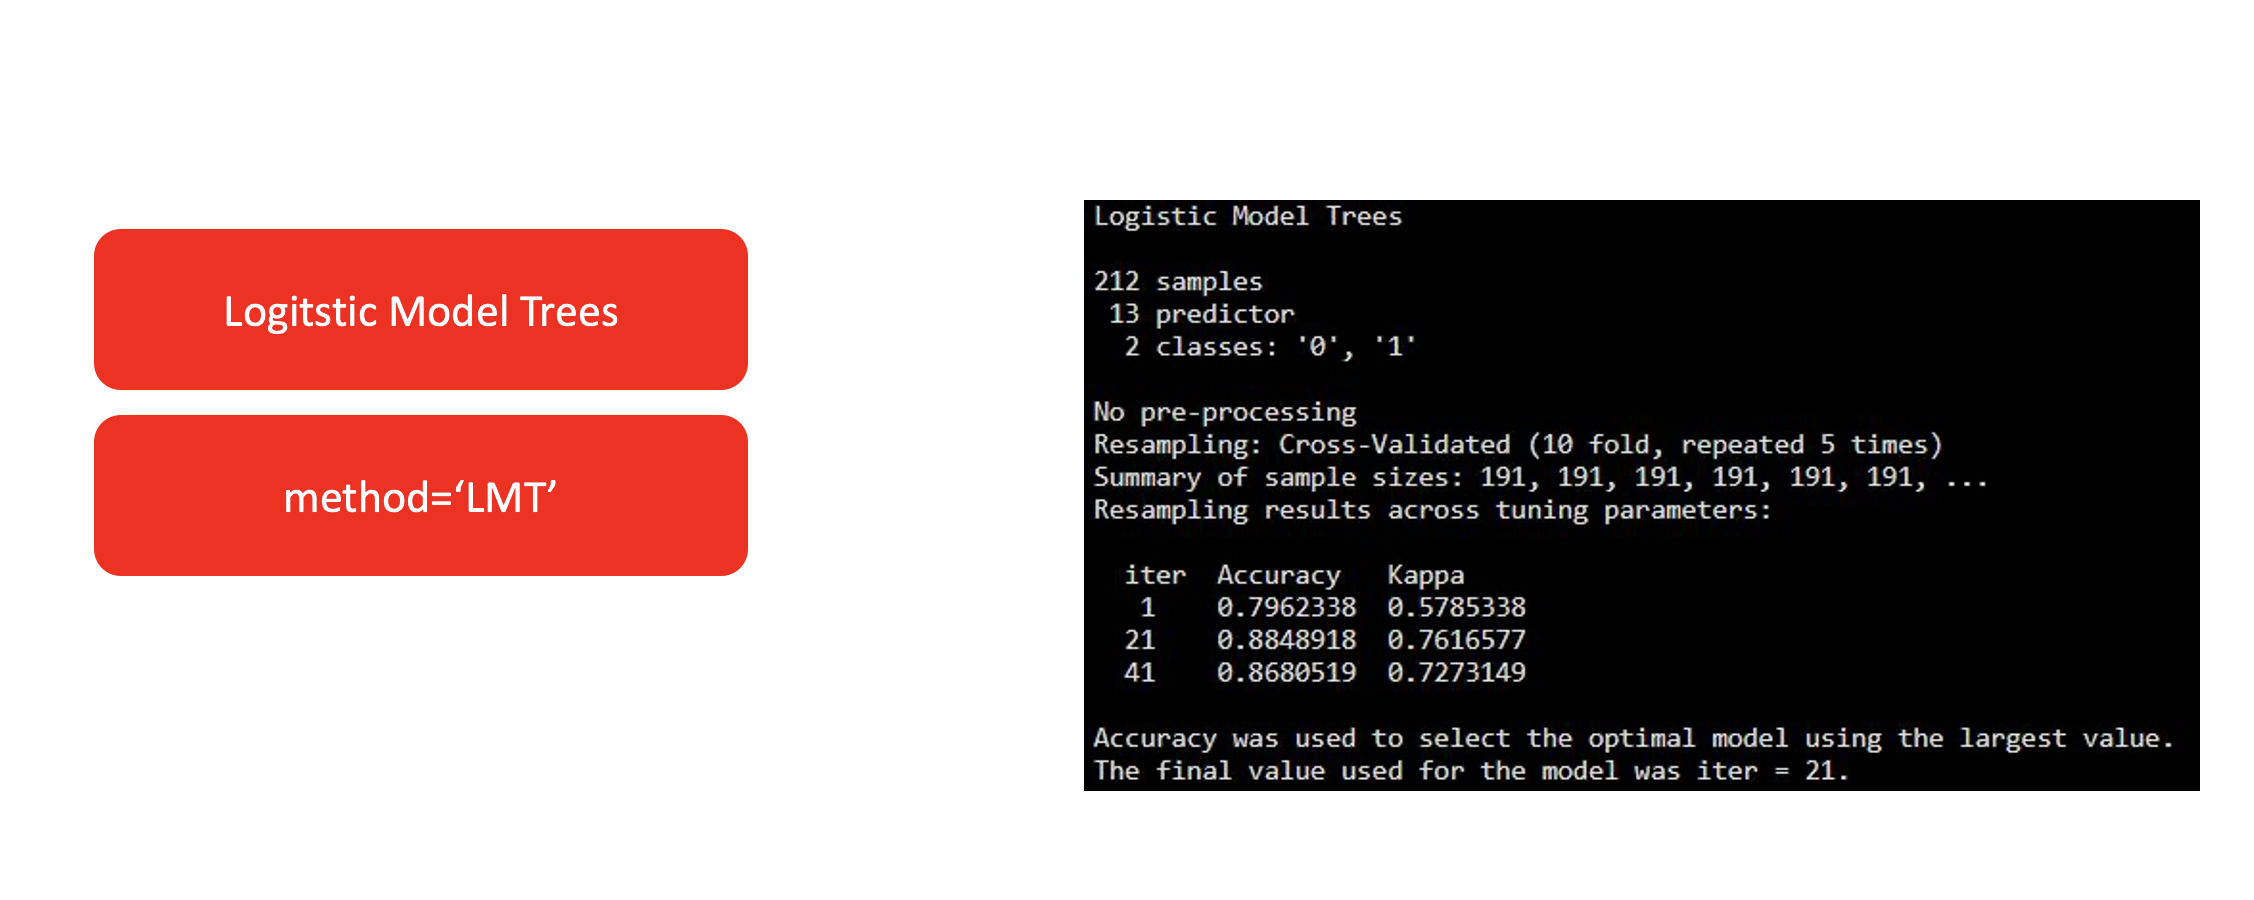 Logitstic Model Trees
method=‘LMT’
Logistic Model Trees
212 samples
13 predictor
2 classes: '0', '1'
No pre-processing
Resampling: Cross-Validated (10 fold, repeated 5 times)
Summary of sample sizes: 191, 191, 191, 191, 191, 191, ...
Resampling results across tuning parameters:
iter Accuracy Kappa
1 0.7962338 0.5785338
21 0.8848918 0.7616577
41 0.8680519 0.7273149
Accuracy was used to select the optimal model using the largest value.
The final value used for the model was iter = 21.